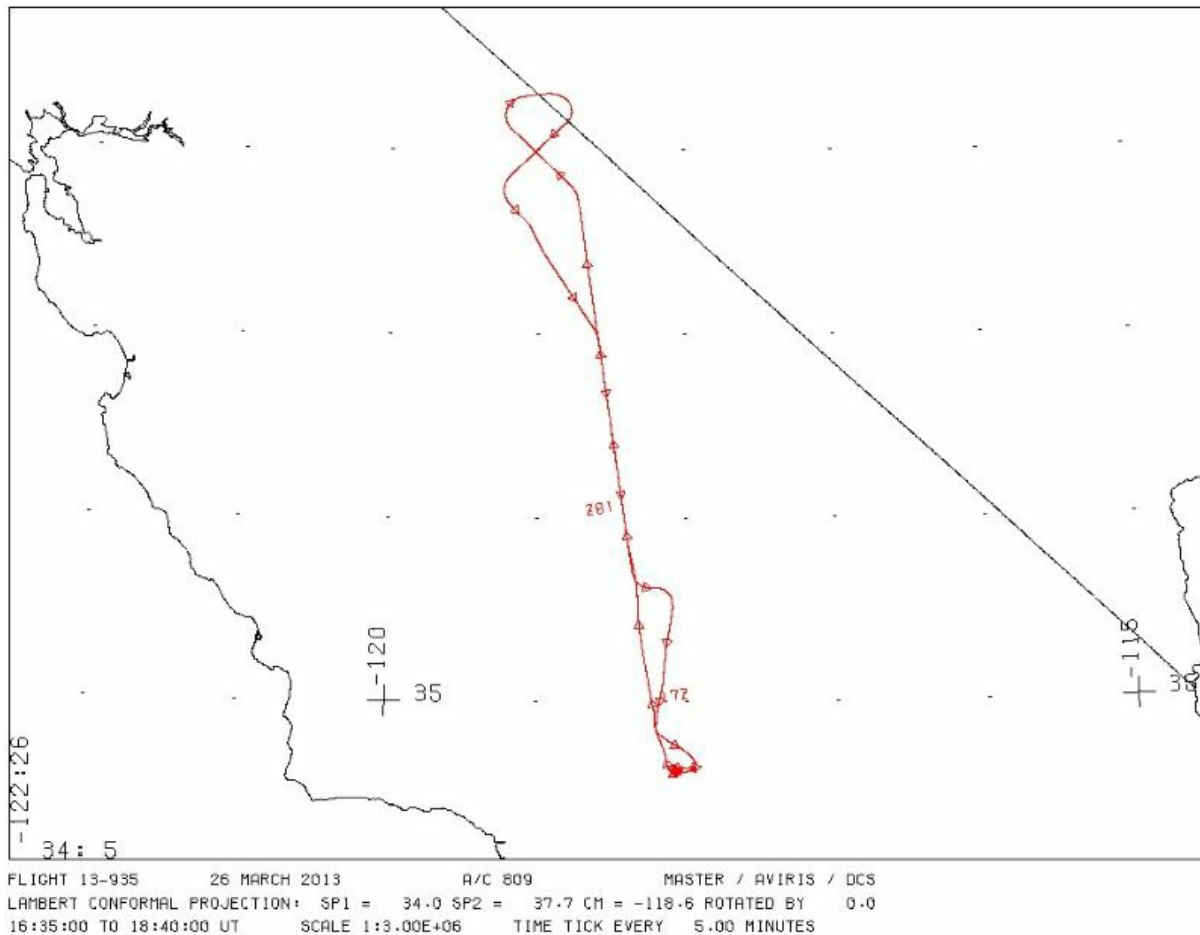 281
-120
-115
35
77
-122:26
34: 5
FLIGHT 13-935 26 MARCH 2013 A/C 809 MASTER / AVIRIS / DCS
LAMBERT CONFORMAL PROJECTION: SP1 = 34.0 SP2 = 37.7 CM = -118.6 ROTATED BY 0.0
16:35:00 TO 18:40:00 UT SCALE 1:3.00E+06 TIME TICK EVERY 5.00 MINUTES